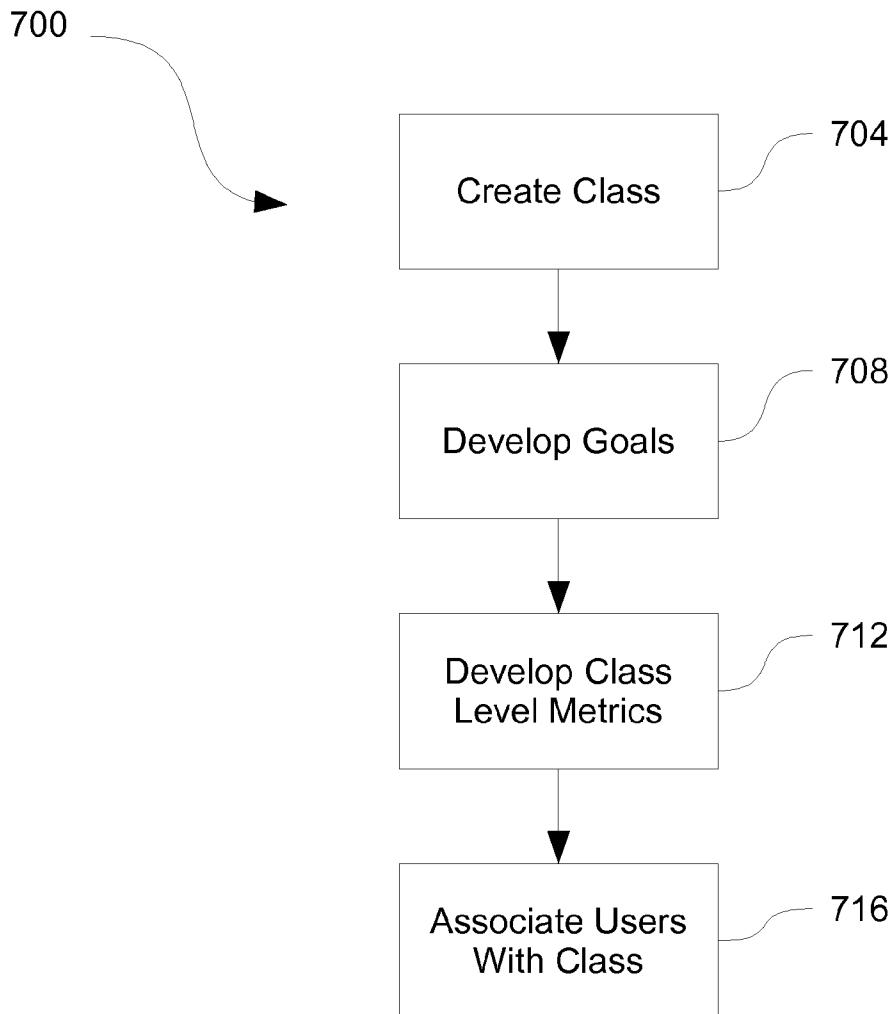 700
704
Create Class
708
Develop Goals
712
Develop Class
Level Metrics
716
Associate Users
With Class